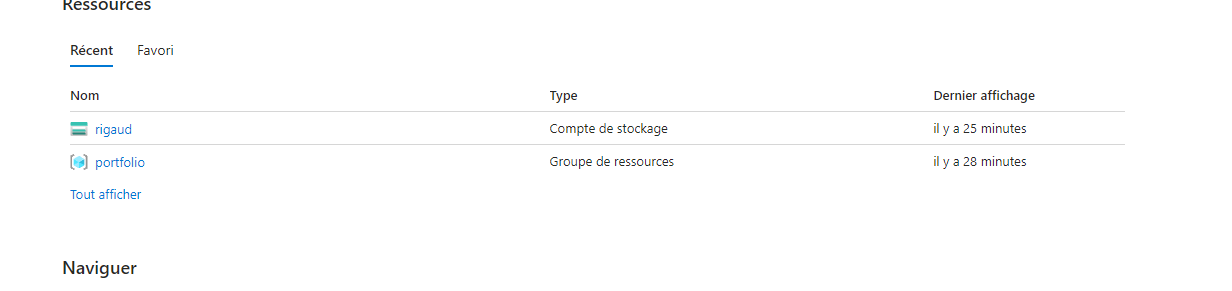 Ressources
Récent Favori
Nom Type Dernier affichage
rigaud Compte de stockage il y a 25 minutes
portfolio Groupe de ressources il y a 28 minutes
Tout afficher
Naviguer